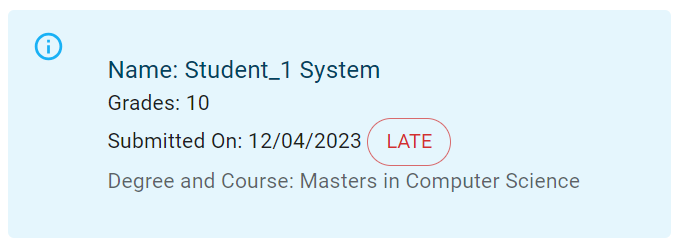 Name: Student_1 System
Grades: 10
Submitted On: 12/04/2023 LATE
Degree and Course: Masters in Computer Science